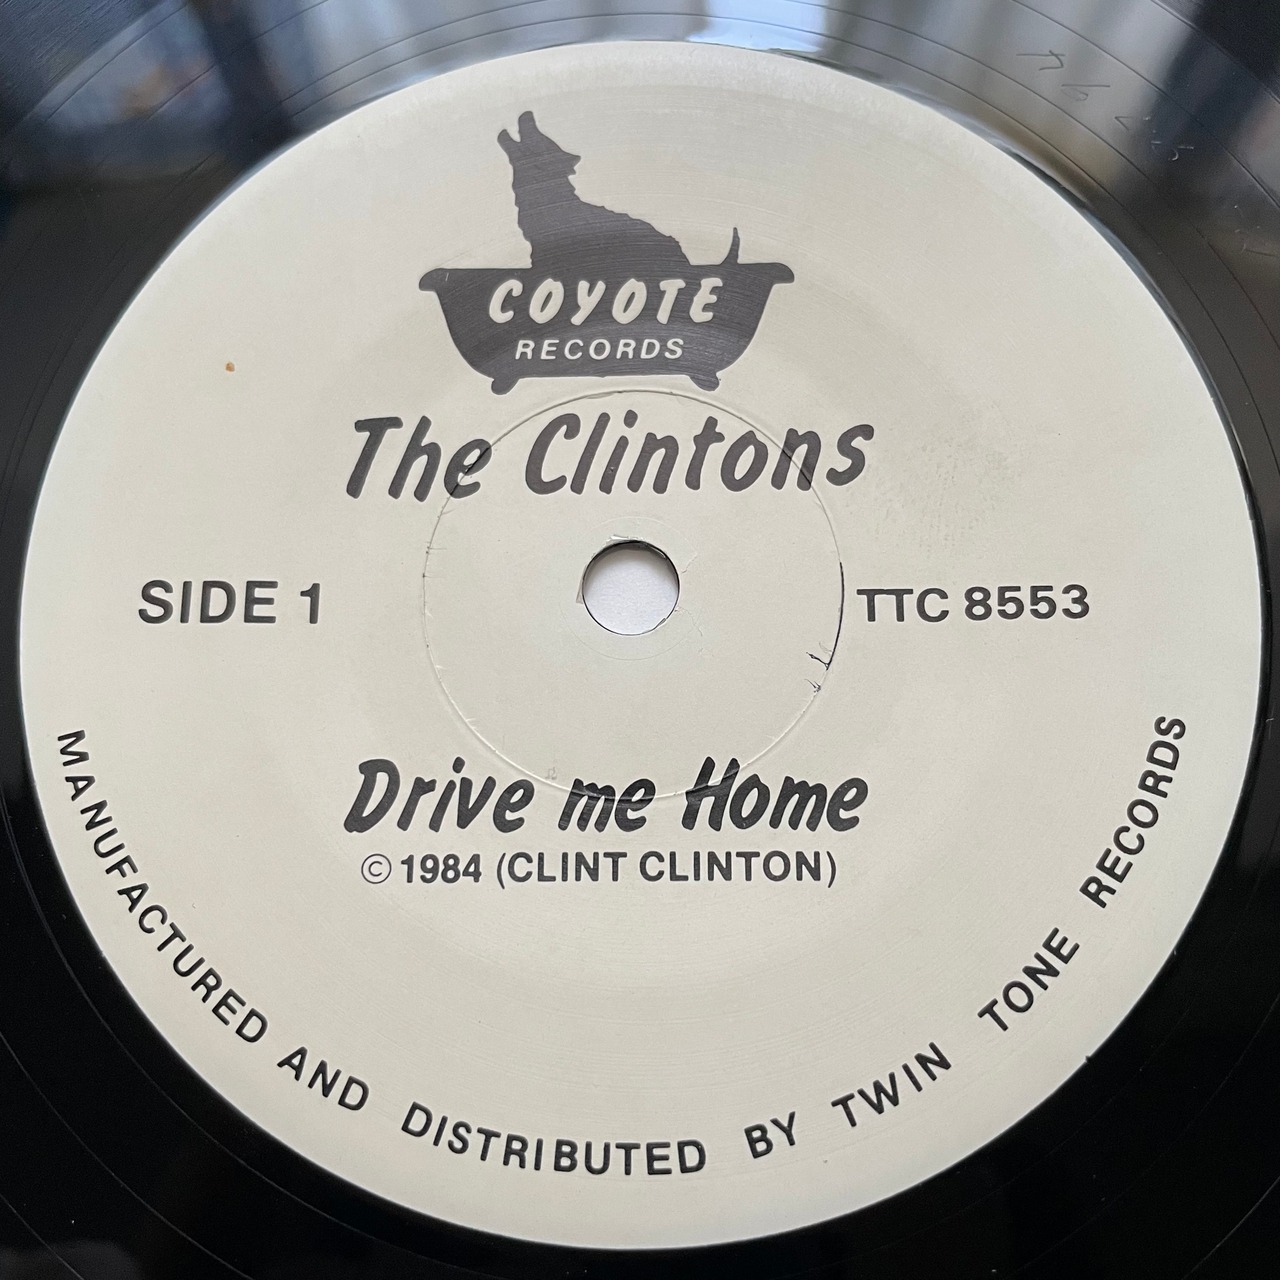 COYOTE
RECORDS
The Clintons
SIDE 1
TTC 8553
Drive me Home
© 1984 (CLINT CLINTON)
MANUFACTURED AND DISTRIBUTED BY TWIN TONE RECORDS